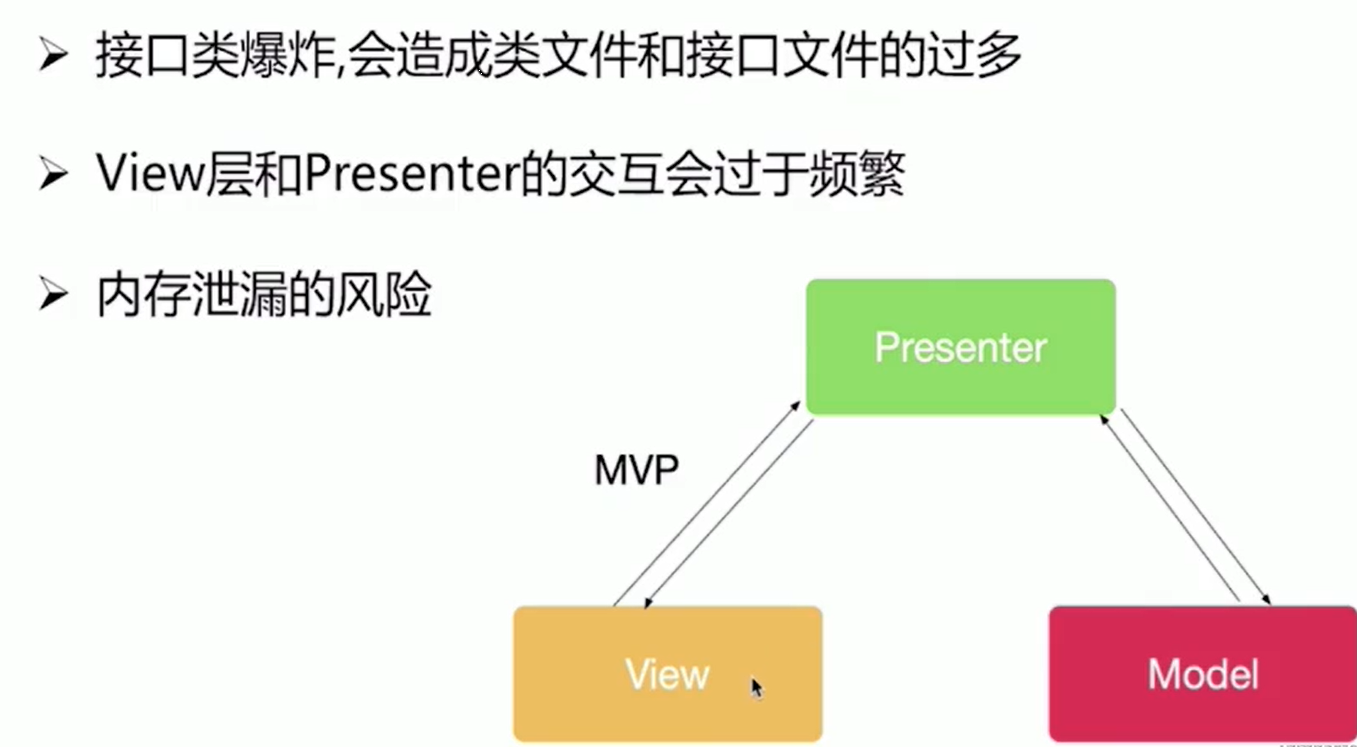 接口类爆炸,会造成类文件和接口文件的过多
View层和Presenter的交互会过于频繁
内存泄漏的风险
Presenter
MVP
View
Model